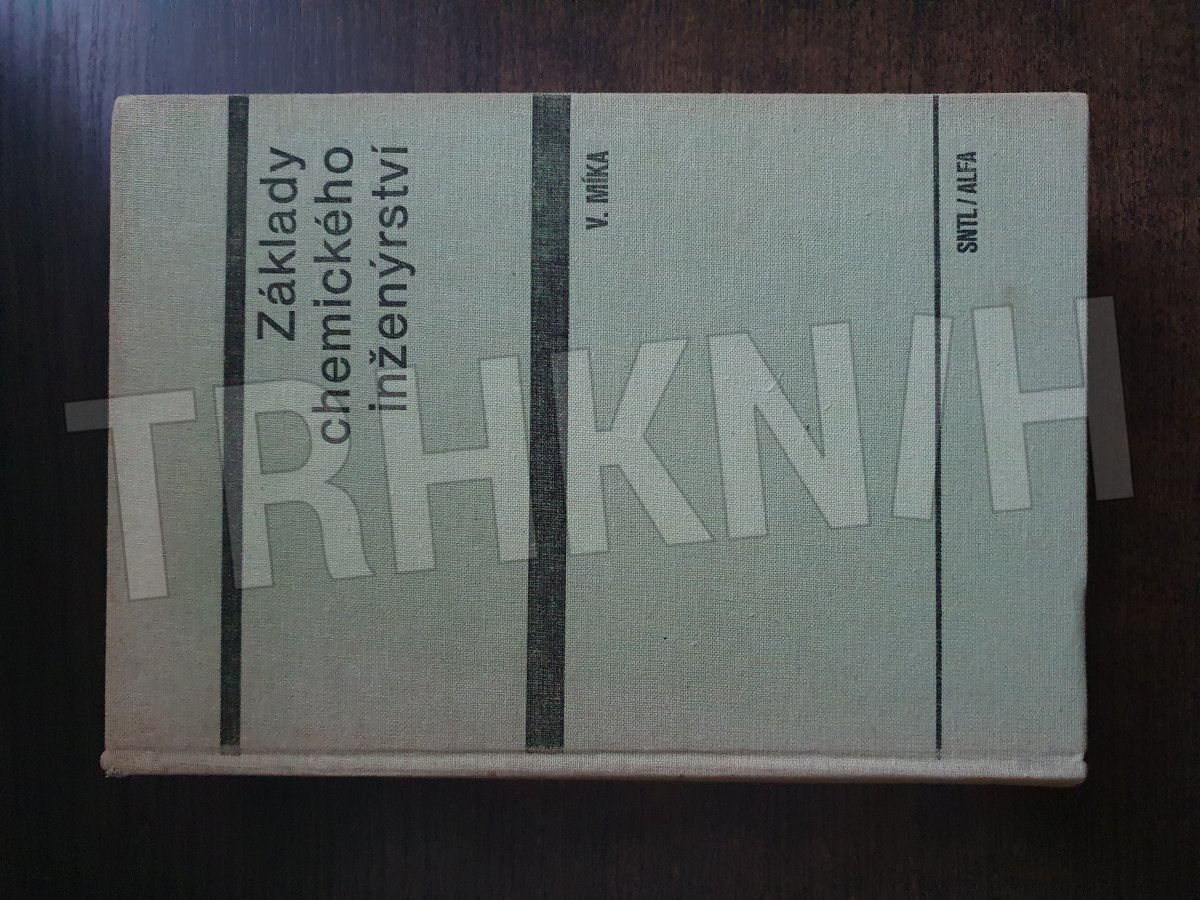 Základy
chemického
inženýrství
V. MÍKA
SNTL/ALFA
TRHKNIH